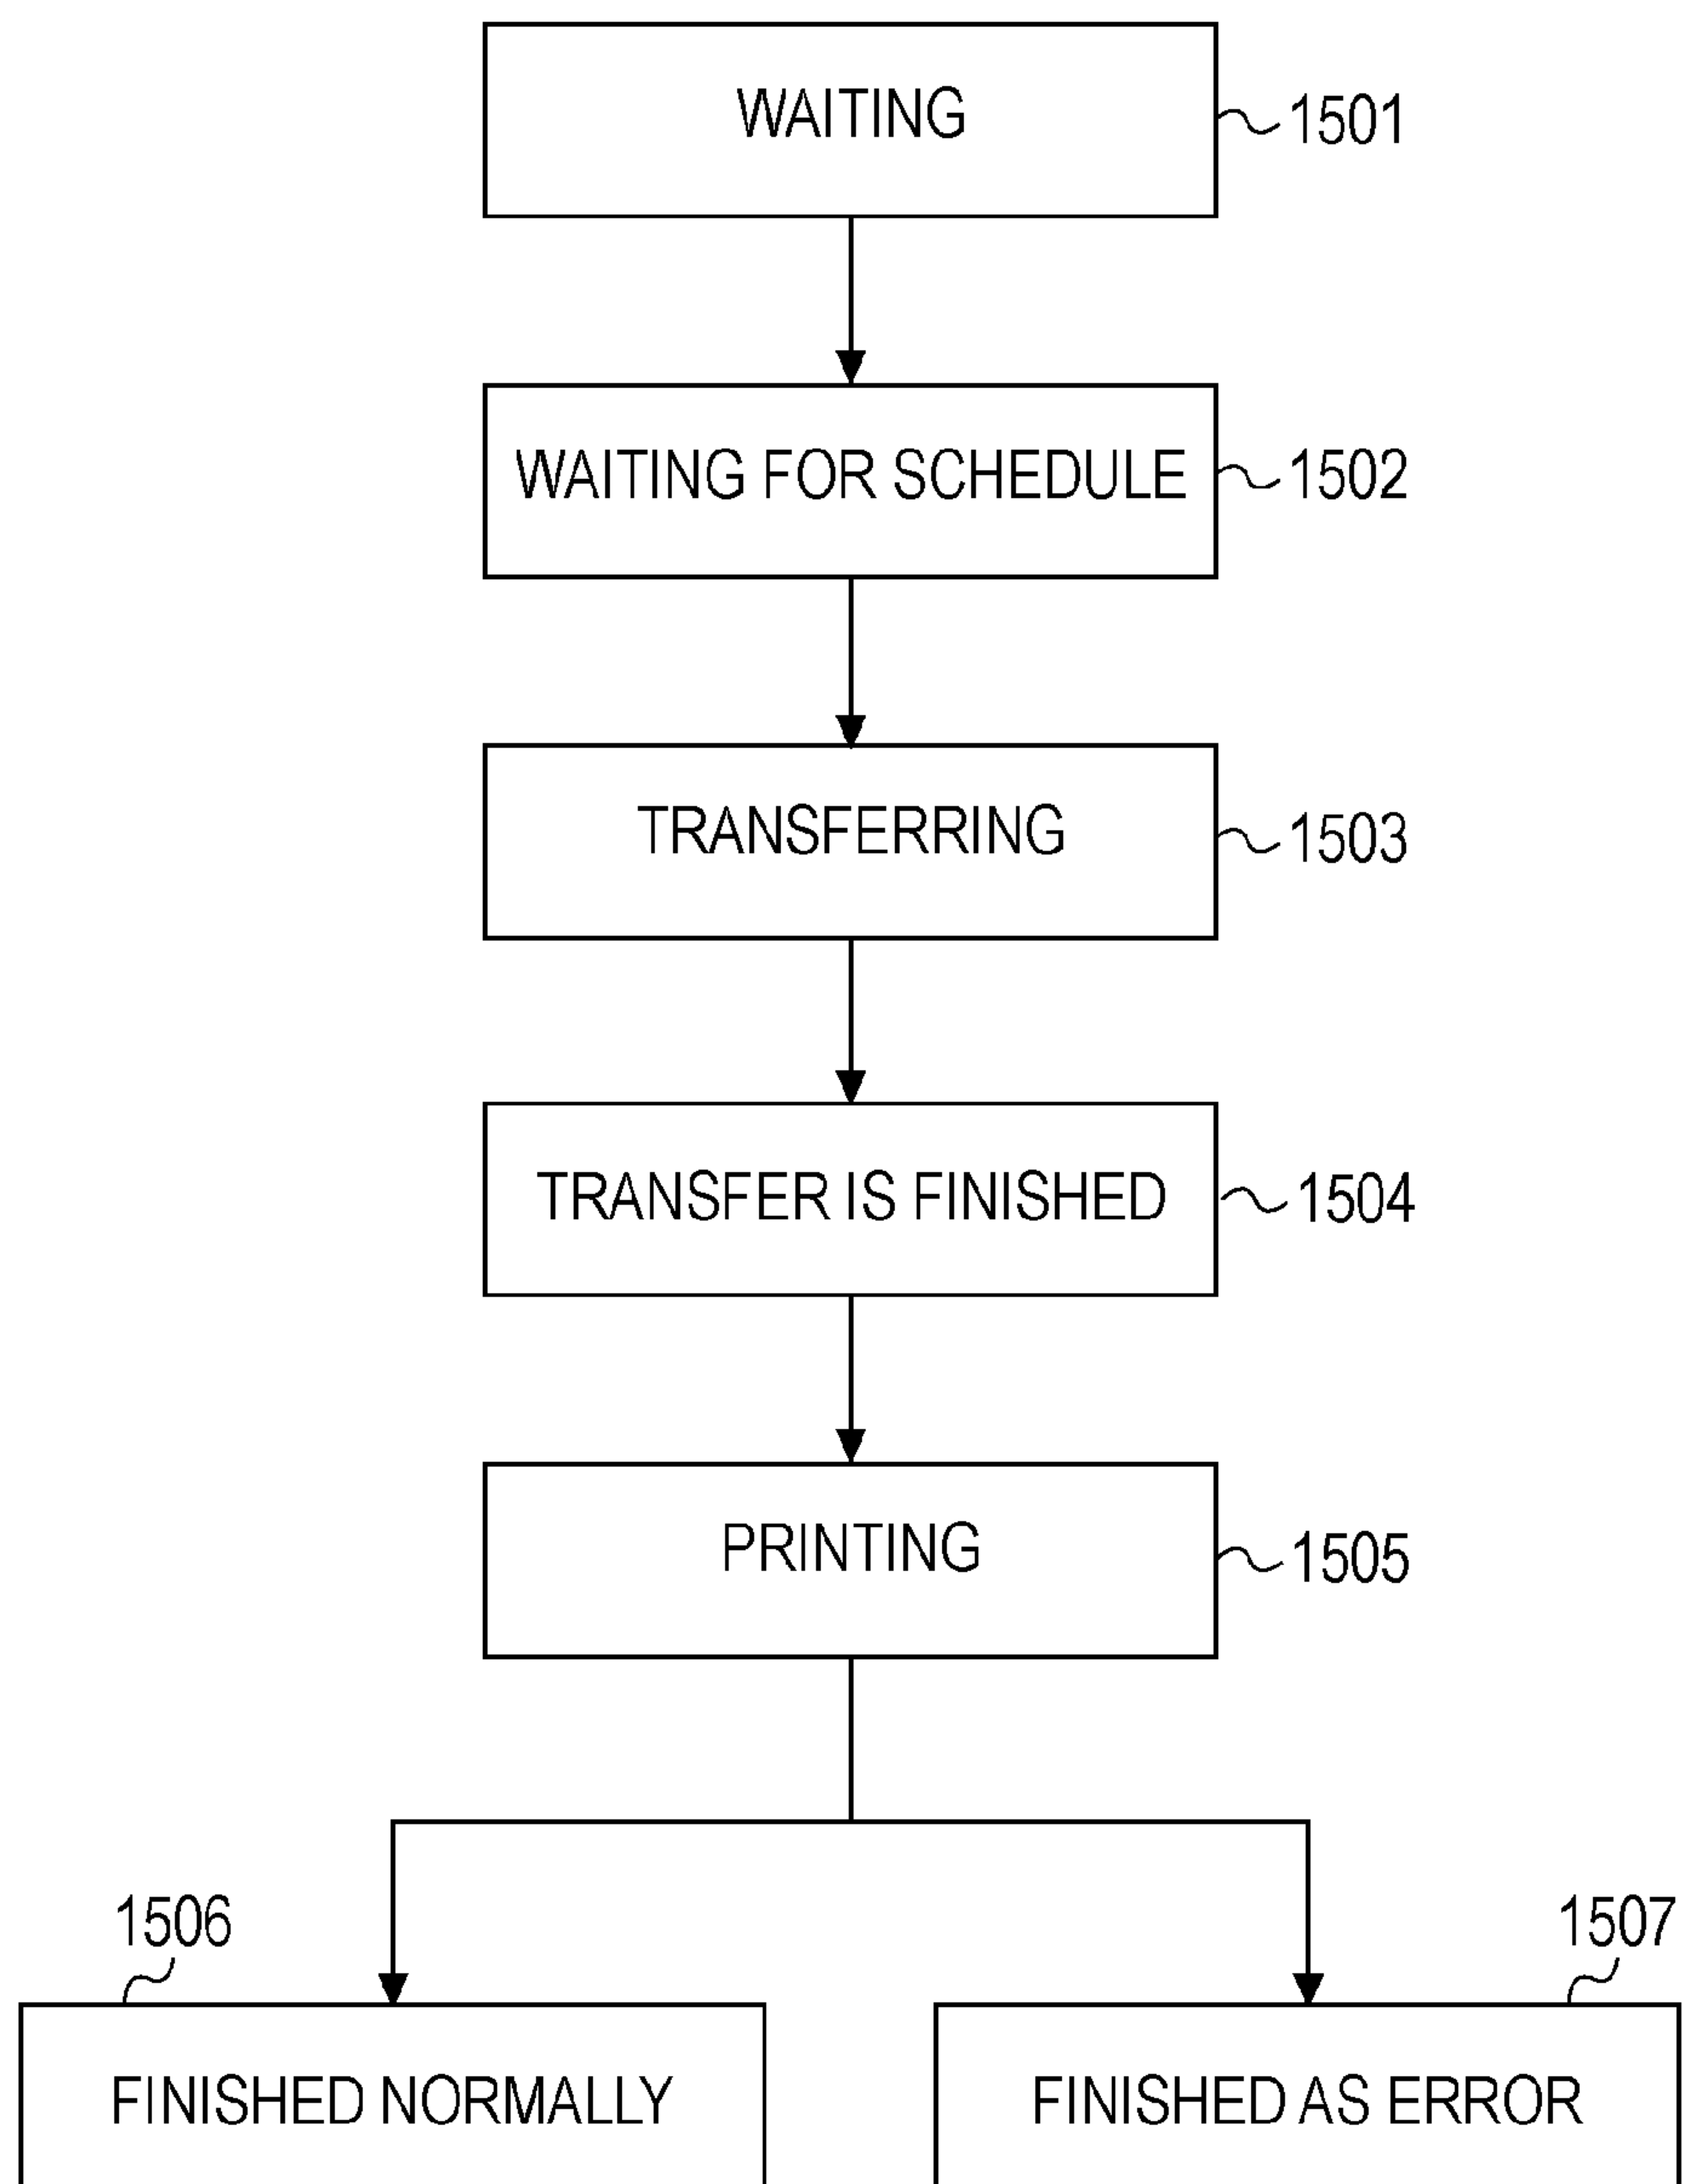 WAITING
1501
WAITING FOR SCHEDULE
1502
TRANSFERRING
1503
TRANSFER IS FINISHED
1504
PRINTING
1505
1506
1507
FINISHED NORMALLY
FINISHED AS ERROR